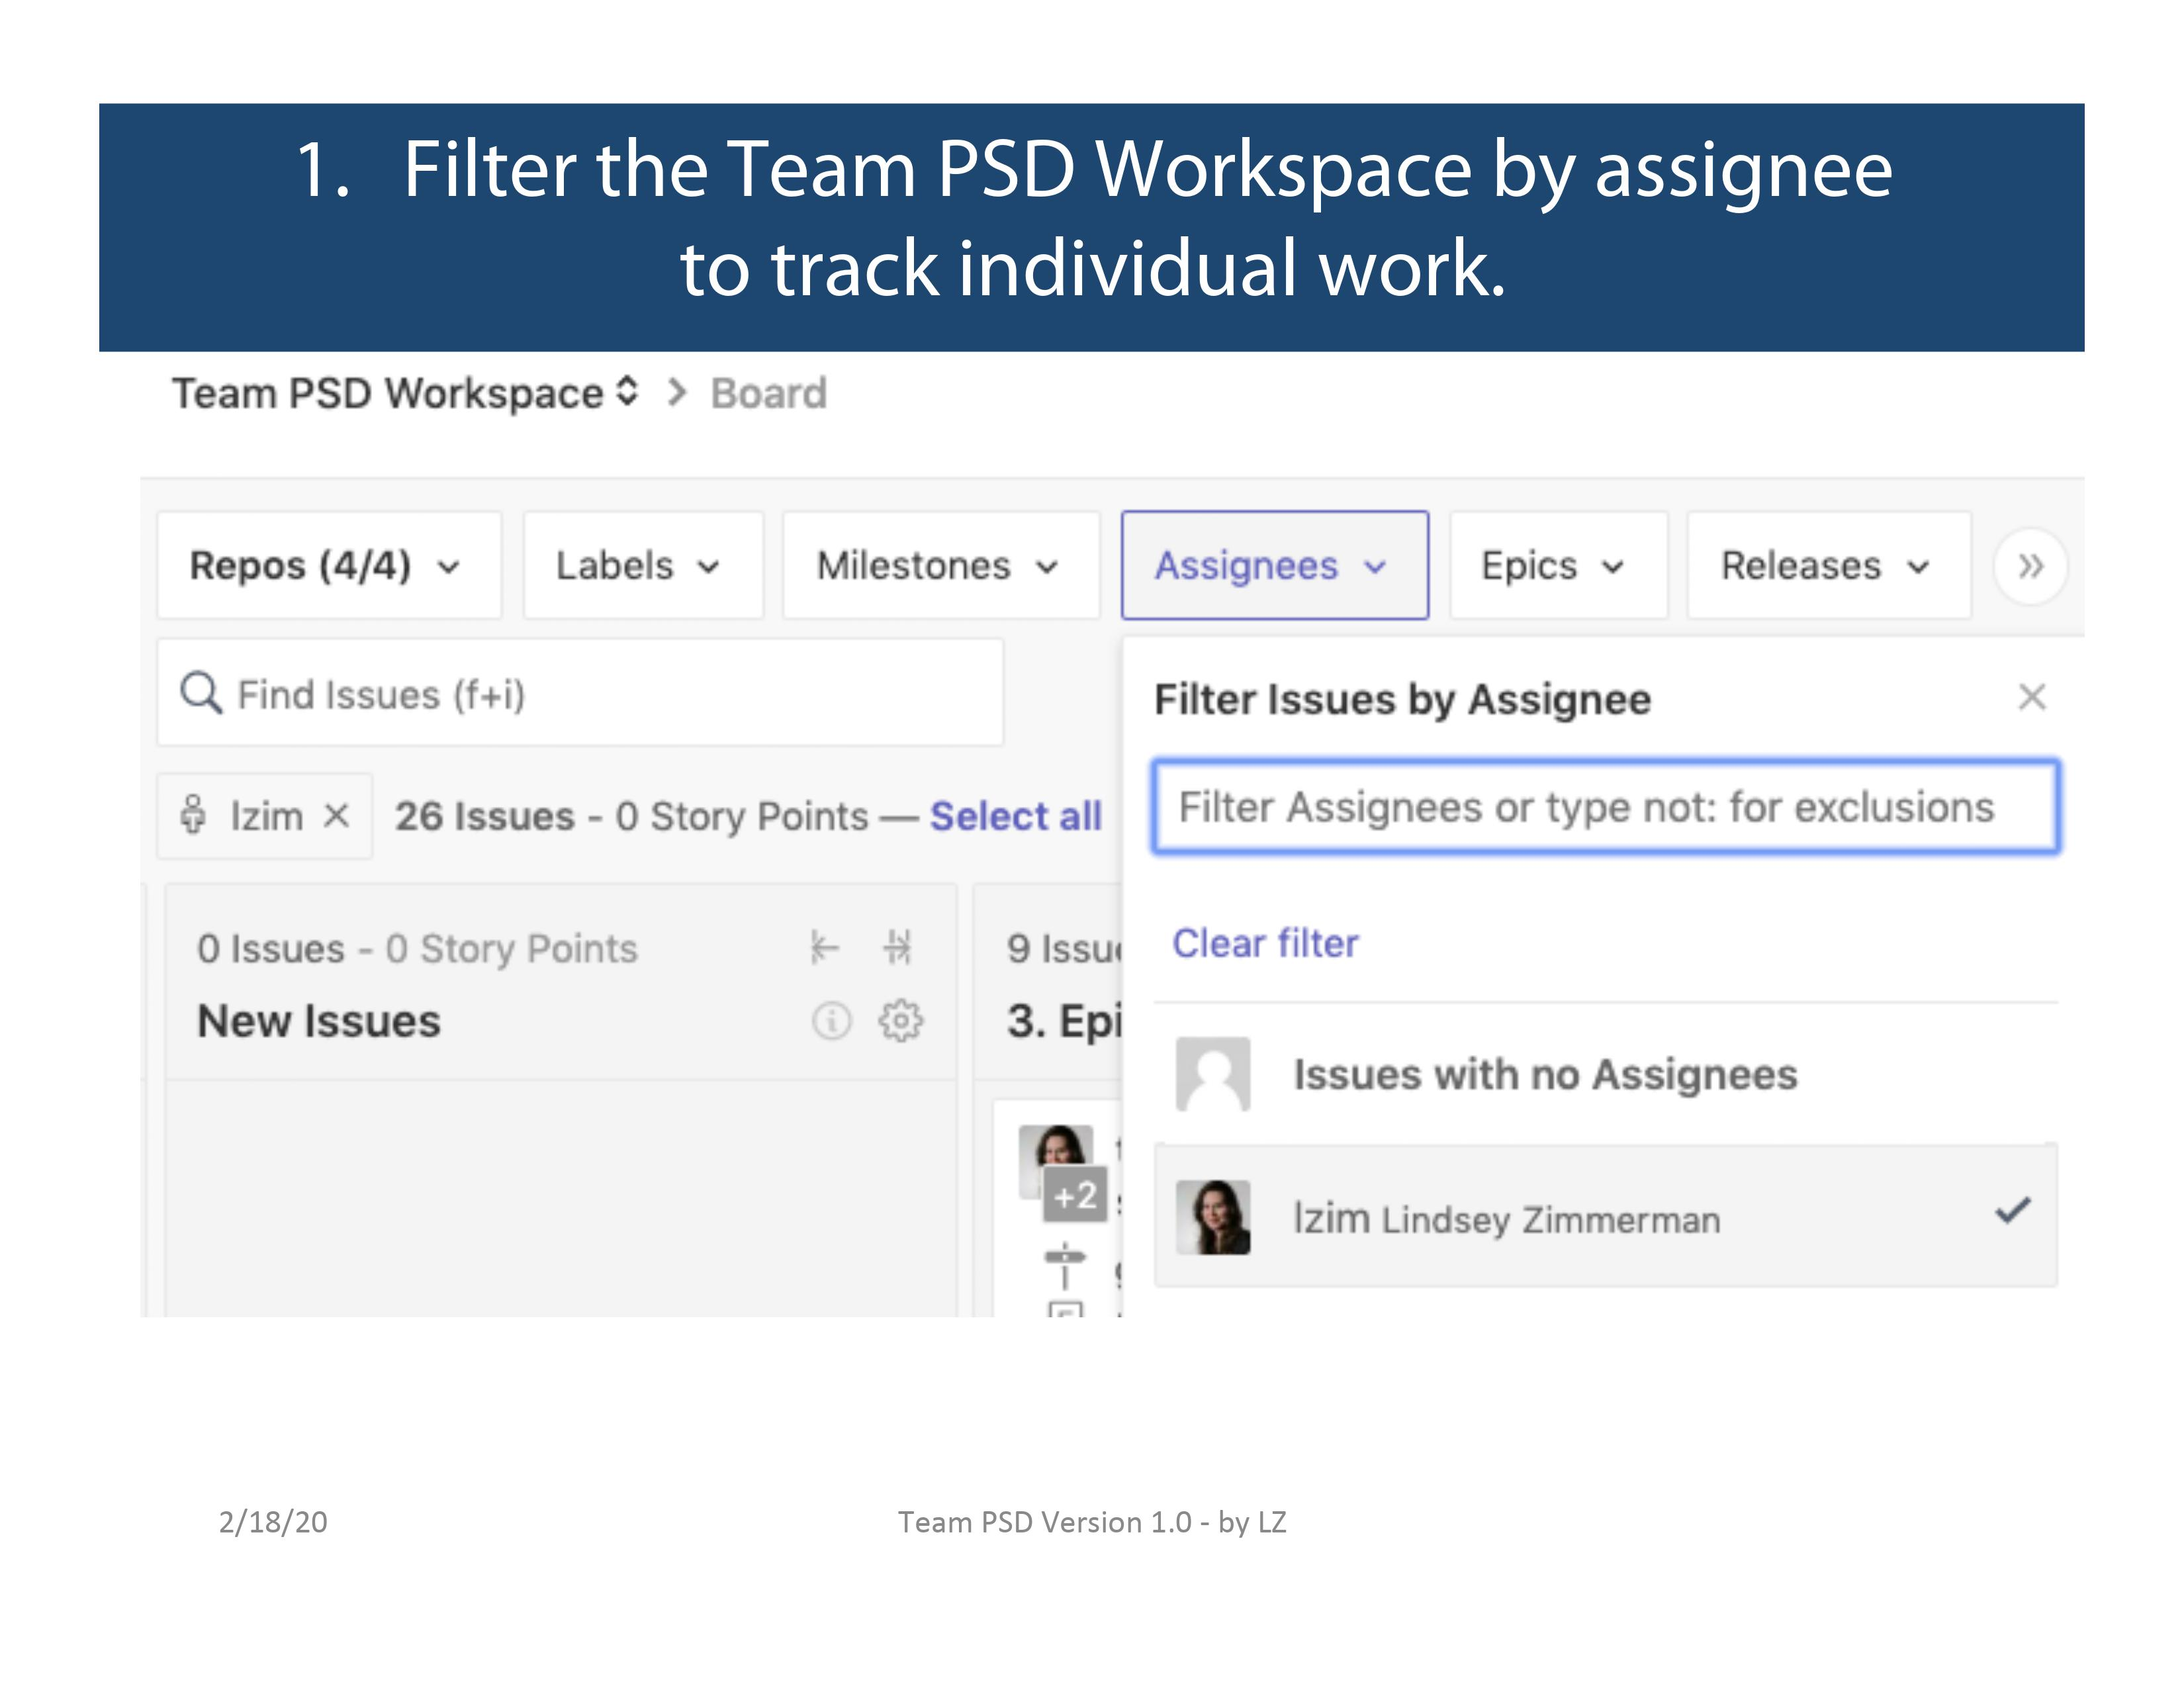 1. Filter the Team PSD Workspace by assignee
to track individual work.
Team PSD Workspace > Board
Repos (4/4) Labels Milestones Assignees Epics Releases »
Find Issues (f+i)
Filter Issues by Assignee
lzim × 26 Issues - 0 Story Points — Select all
Filter Assignees or type not: for exclusions
0 Issues - 0 Story Points
9
Clear filter
New Issues
3.
Issues with no Assignees
+2
lzim Lindsey Zimmerman
2/18/20
Team PSD Version 1.0 - by LZ